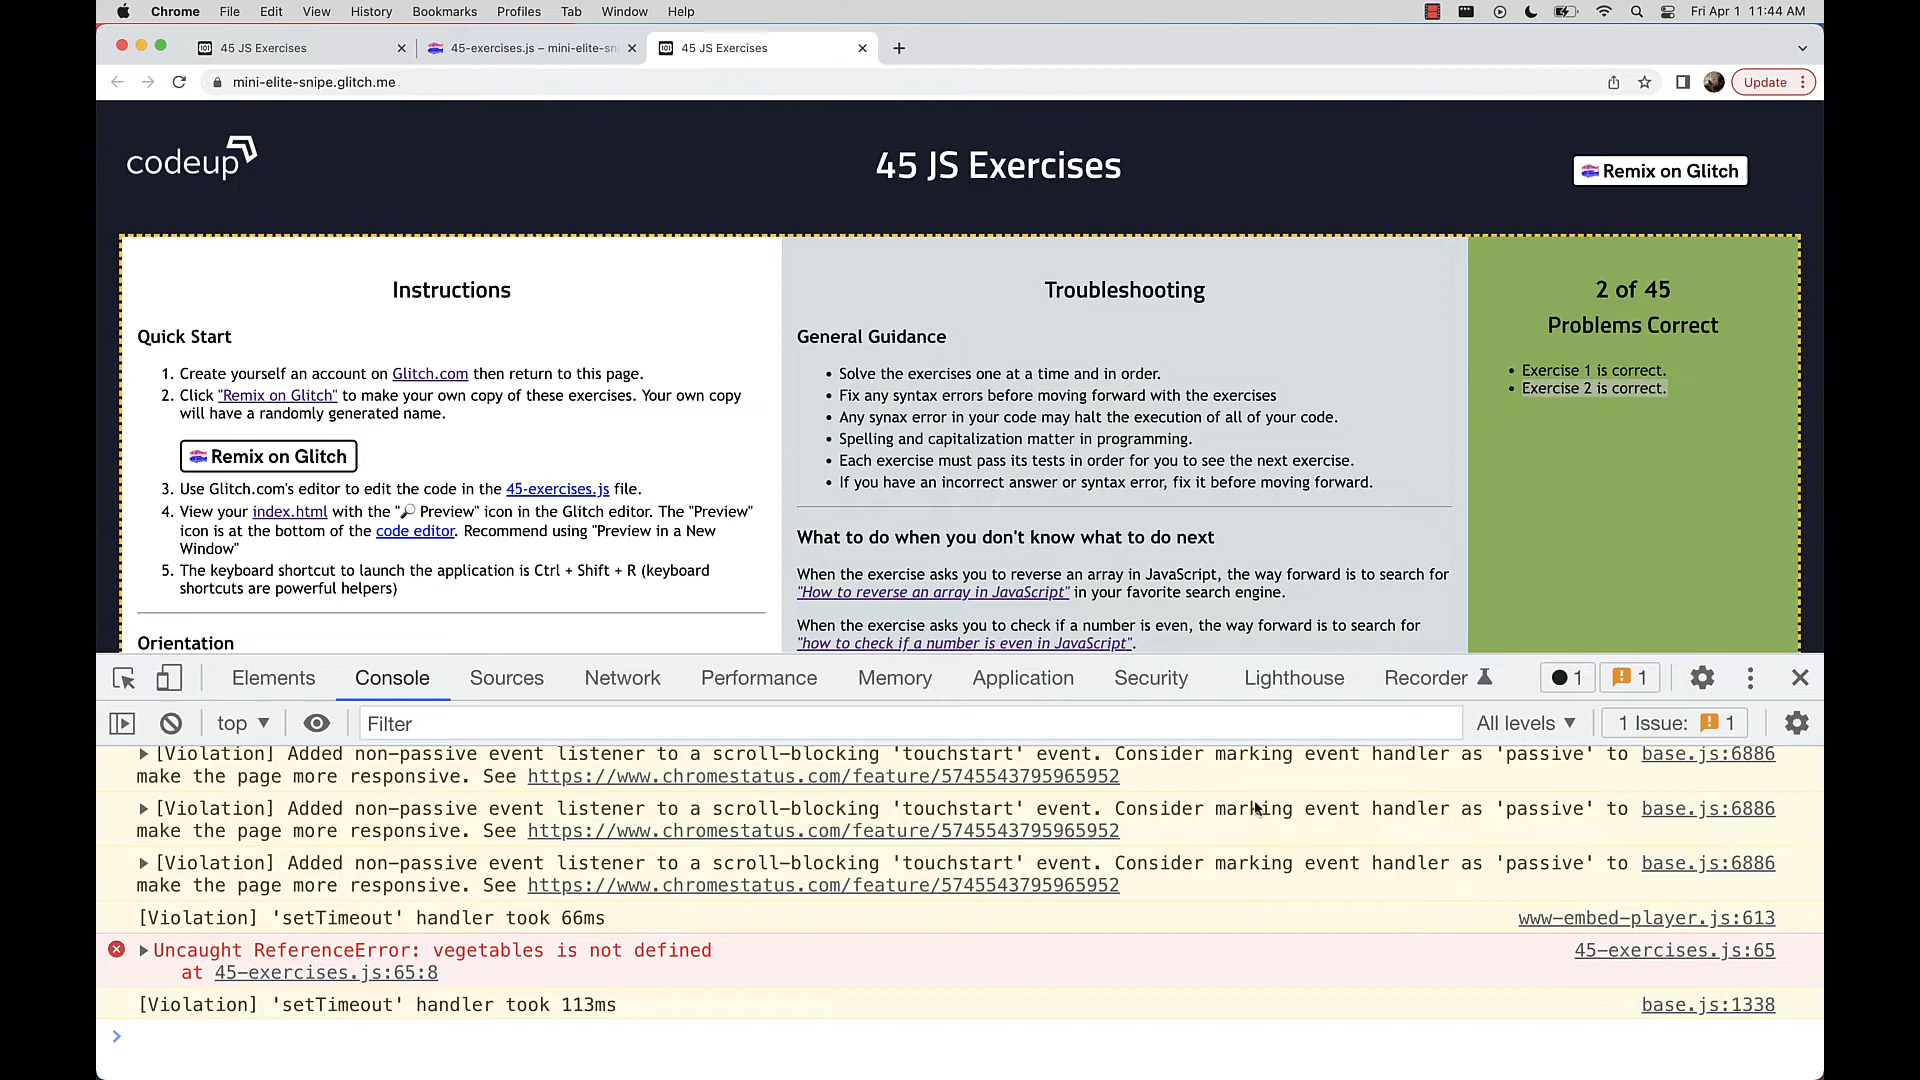 Chrome File Edit View History Bookmarks Profiles Tab Window Help Fri Apr 1 11:44 AM
45 JS Exercises 45-exercises.js – mini-elite-sn 45 JS Exercises
mini-elite-snipe.glitch.me Update
codeup
45 JS Exercises
Remix on Glitch
Instructions
Quick Start
1. Create yourself an account on Glitch.com then return to this page.
2. Click "Remix on Glitch" to make your own copy of these exercises. Your own copy
will have a randomly generated name.
Remix on Glitch
3. Use Glitch.com's editor to edit the code in the 45-exercises.js file.
4. View your index.html with the "🔎 Preview" icon in the Glitch editor. The "Preview"
icon is at the bottom of the code editor. Recommend using "Preview in a New
Window"
5. The keyboard shortcut to launch the application is Ctrl + Shift + R (keyboard
shortcuts are powerful helpers)
Orientation
Troubleshooting
General Guidance
• Solve the exercises one at a time and in order.
• Fix any syntax errors before moving forward with the exercises
• Any synax error in your code may halt the execution of all of your code.
• Spelling and capitalization matter in programming.
• Each exercise must pass its tests in order for you to see the next exercise.
• If you have an incorrect answer or syntax error, fix it before moving forward.
What to do when you don't know what to do next
When the exercise asks you to reverse an array in JavaScript, the way forward is to search for
"How to reverse an array in JavaScript" in your favorite search engine.
When the exercise asks you to check if a number is even, the way forward is to search for
"how to check if a number is even in JavaScript".
2 of 45
Problems Correct
• Exercise 1 is correct.
• Exercise 2 is correct.
Elements Console Sources Network Performance Memory Application Security Lighthouse Recorder 1 1
top Filter All levels 1 Issue: 1
[Violation] Added non-passive event listener to a scroll-blocking 'touchstart' event. Consider marking event handler as 'passive' to base.js:6886
make the page more responsive. See https://www.chromestatus.com/feature/5745543795965952
[Violation] Added non-passive event listener to a scroll-blocking 'touchstart' event. Consider marking event handler as 'passive' to base.js:6886
make the page more responsive. See https://www.chromestatus.com/feature/5745543795965952
[Violation] Added non-passive event listener to a scroll-blocking 'touchstart' event. Consider marking event handler as 'passive' to base.js:6886
make the page more responsive. See https://www.chromestatus.com/feature/5745543795965952
[Violation] 'setTimeout' handler took 66ms www-embed-player.js:613
Uncaught ReferenceError: vegetables is not defined 45-exercises.js:65
at 45-exercises.js:65:8
[Violation] 'setTimeout' handler took 113ms base.js:1338